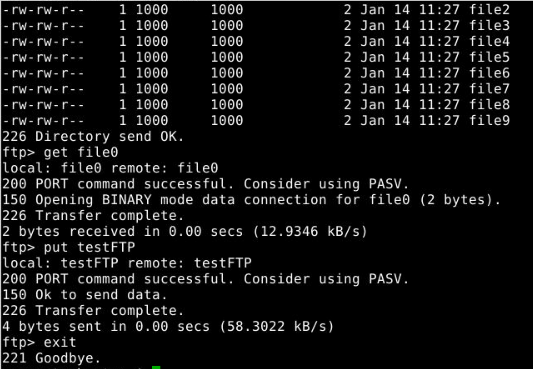 -rw-rw-r--    1 1000     1000            2 Jan 14 11:27 file2
-rw-rw-r--    1 1000     1000            2 Jan 14 11:27 file3
-rw-rw-r--    1 1000     1000            2 Jan 14 11:27 file4
-rw-rw-r--    1 1000     1000            2 Jan 14 11:27 file5
-rw-rw-r--    1 1000     1000            2 Jan 14 11:27 file6
-rw-rw-r--    1 1000     1000            2 Jan 14 11:27 file7
-rw-rw-r--    1 1000     1000            2 Jan 14 11:27 file8
-rw-rw-r--    1 1000     1000            2 Jan 14 11:27 file9
226 Directory send OK.
ftp> get file0
local: file0 remote: file0
200 PORT command successful. Consider using PASV.
150 Opening BINARY mode data connection for file0 (2 bytes).
226 Transfer complete.
2 bytes received in 0.00 secs (12.9346 kB/s)
ftp> put testFTP
local: testFTP remote: testFTP
200 PORT command successful. Consider using PASV.
150 Ok to send data.
226 Transfer complete.
4 bytes sent in 0.00 secs (58.3022 kB/s)
ftp> exit
221 Goodbye.